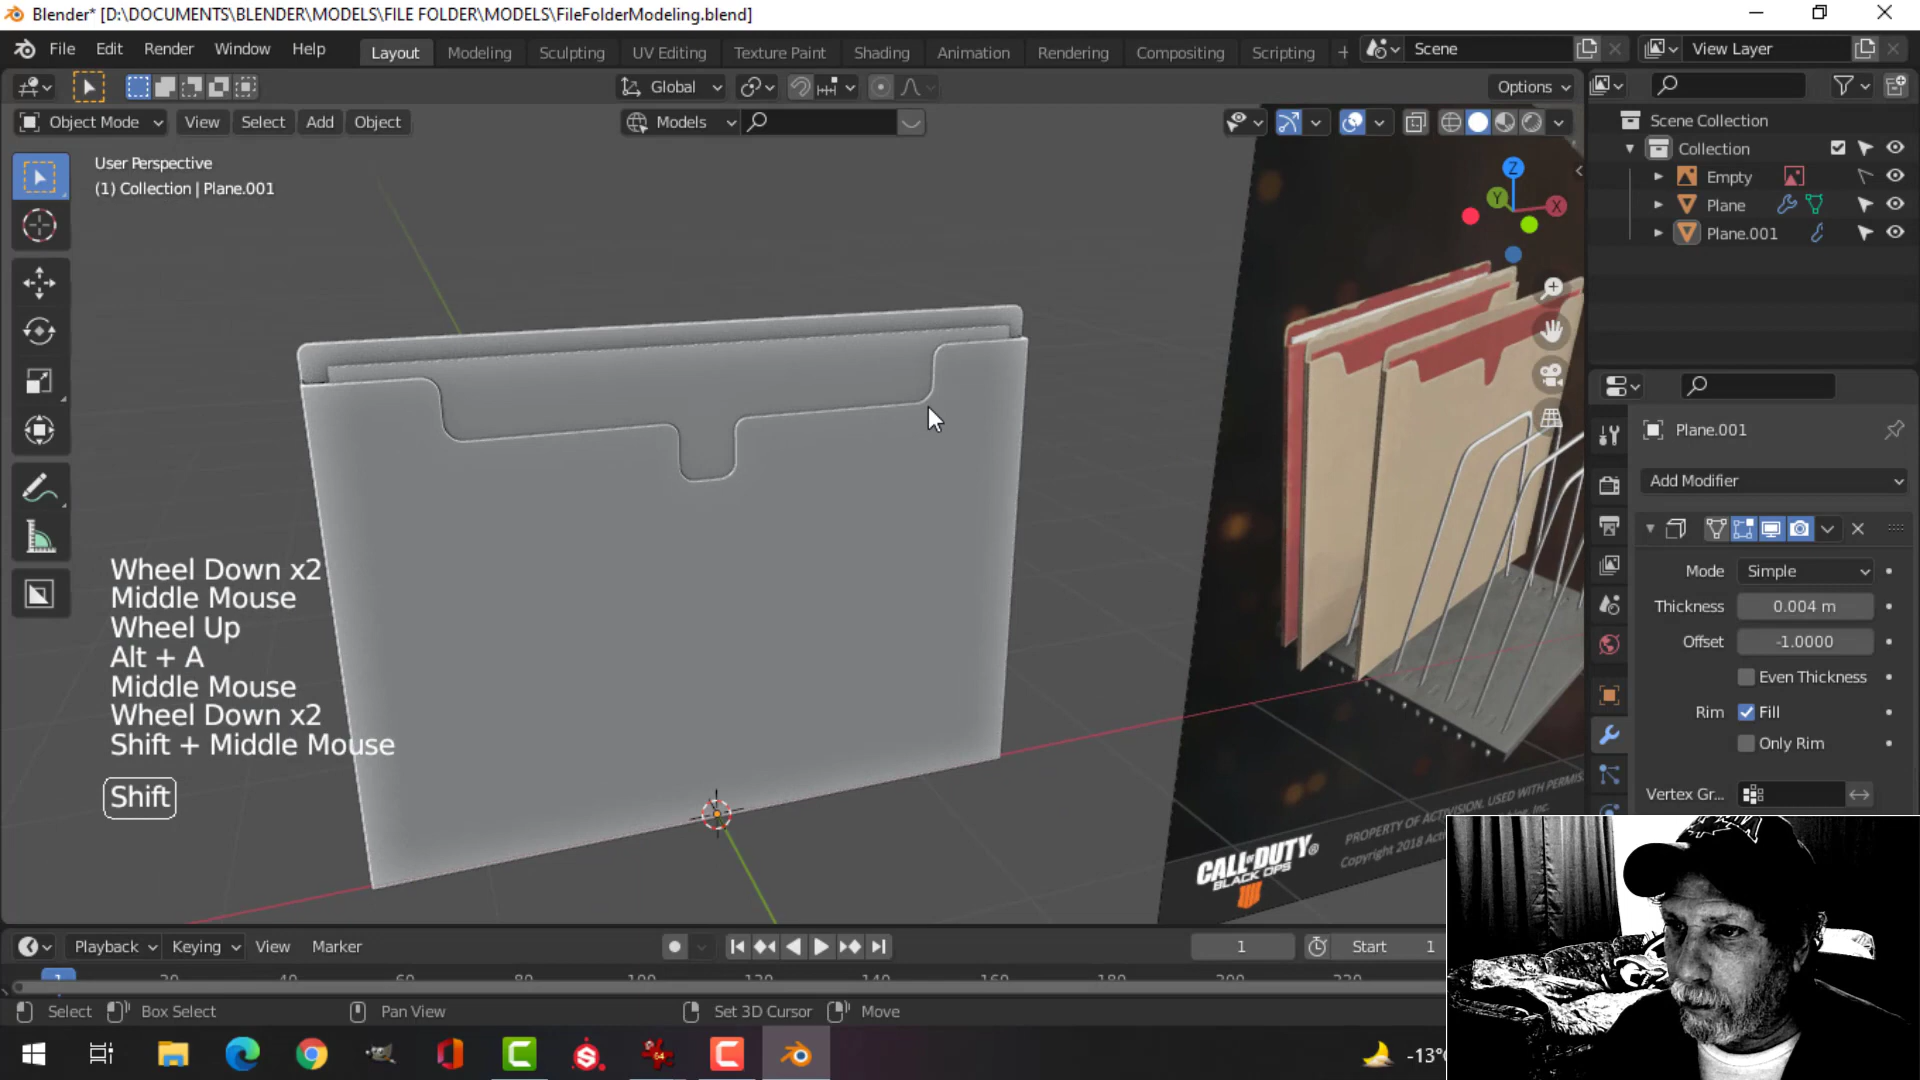 Blender* [D:\DOCUMENTS\BLENDER\MODELS\FILE FOLDER\MODELS\FileFolderModeling.blend]
File Edit Render Window Help
Layout Modeling Sculpting UV Editing Texture Paint Shading Animation Rendering Compositing Scripting
Scene
View Layer
Global
Options
Object Mode
View Select Add Object
Models
User Perspective
(1) Collection | Plane.001
Z
Y
X
Scene Collection
Collection
Empty
Plane
Plane.001
Plane.001
Add Modifier
Mode Simple
Thickness 0.004 m
Offset -1.0000
Even Thickness
Rim Fill
Only Rim
Vertex Gr...
Wheel Down x2
Middle Mouse
Wheel Up
Alt + A
Middle Mouse
Wheel Down x2
Shift + Middle Mouse
Shift
CALL OF DUTY
BLACK OPS
IIII
PROPERTY OF ACTIVISION. USED WITH PERMIS
Copyright 2018
Playback Keying View Marker
1
Start 1
1
Select Box Select Pan View Set 3D Cursor Move
-13°